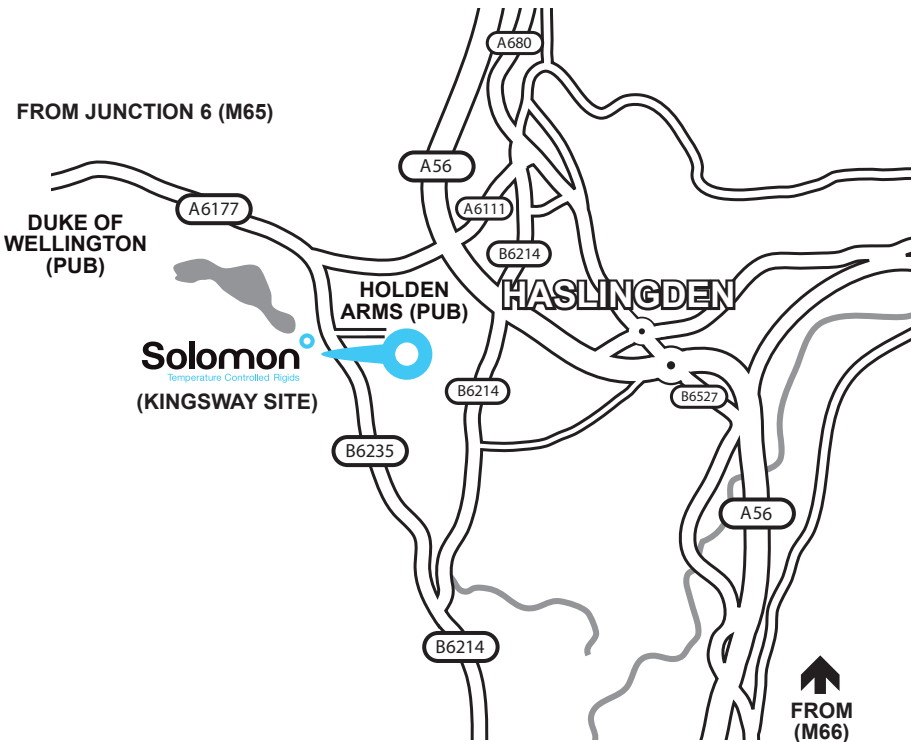 A680
FROM JUNCTION 6 (M65)
A56
A6177
A6111
DUKE OF
WELLINGTON
(PUB)
B6214
HOLDEN
ARMS (PUB)
HASLINGDEN
Solomon
Temperature Controlled Rigids
(KINGSWAY SITE)
B6214
B6527
B6235
A56
B6214
FROM
(M66)